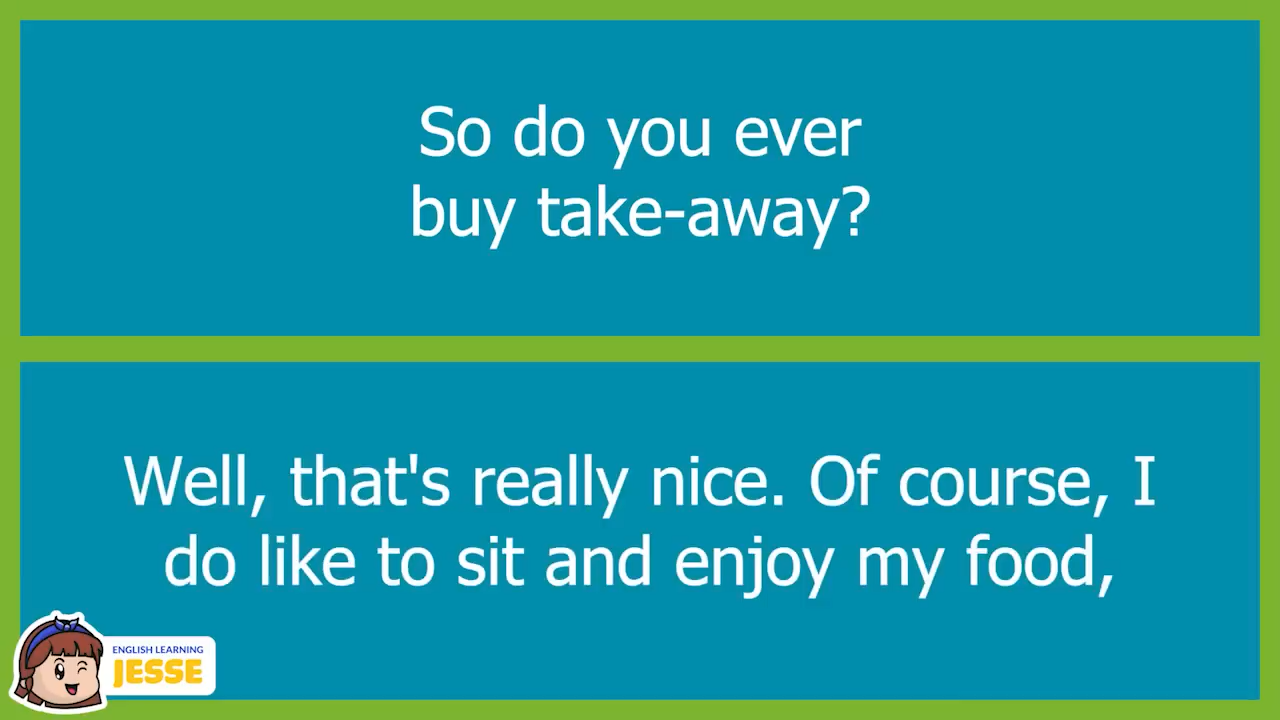 So do you ever
buy take-away?
Well, that's really nice. Of course, I
do like to sit and enjoy my food,
ENGLISH LEARNING
JESSE